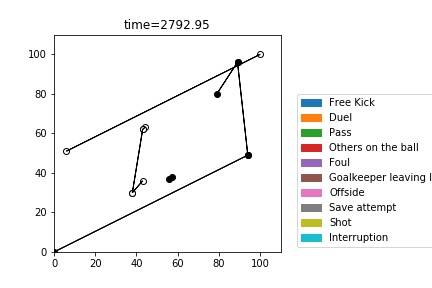 time=2792.95
100
80
60
40
20
0
0
20
40
60
80
100
Free Kick
Duel
Pass
Others on the ball
Foul
Goalkeeper leaving l
Offside
Save attempt
Shot
Interruption